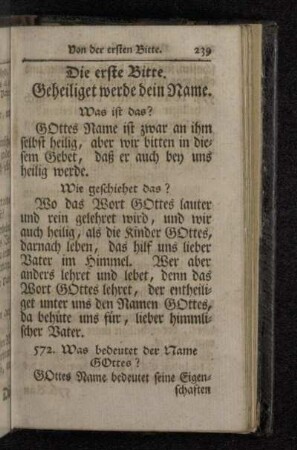 Von der ersten Bitte. 239
Die erste Bitte.
Geheiliget werde dein Name.
Was ist das?
GOttes Name ist zwar an ihm
selbst heilig, aber wir bitten in die-
sem Gebet, daß er auch bey uns
heilig werde.
Wie geschiehet das?
Wo das Wort GOttes lauter
und rein gelehret wird, und wir
auch heilig, als die Kinder GOttes,
darnach leben, das hilf uns lieber
Vater im Himmel. Wer aber
anders lehret und lebet, denn das
Wort GOttes lehret, der entheili-
get unter uns den Namen GOttes,
da behüte uns für, lieber himmli-
scher Vater.
572. Was bedeutet der Name
GOttes?
GOttes Name bedeutet seine Eigen-
schaften